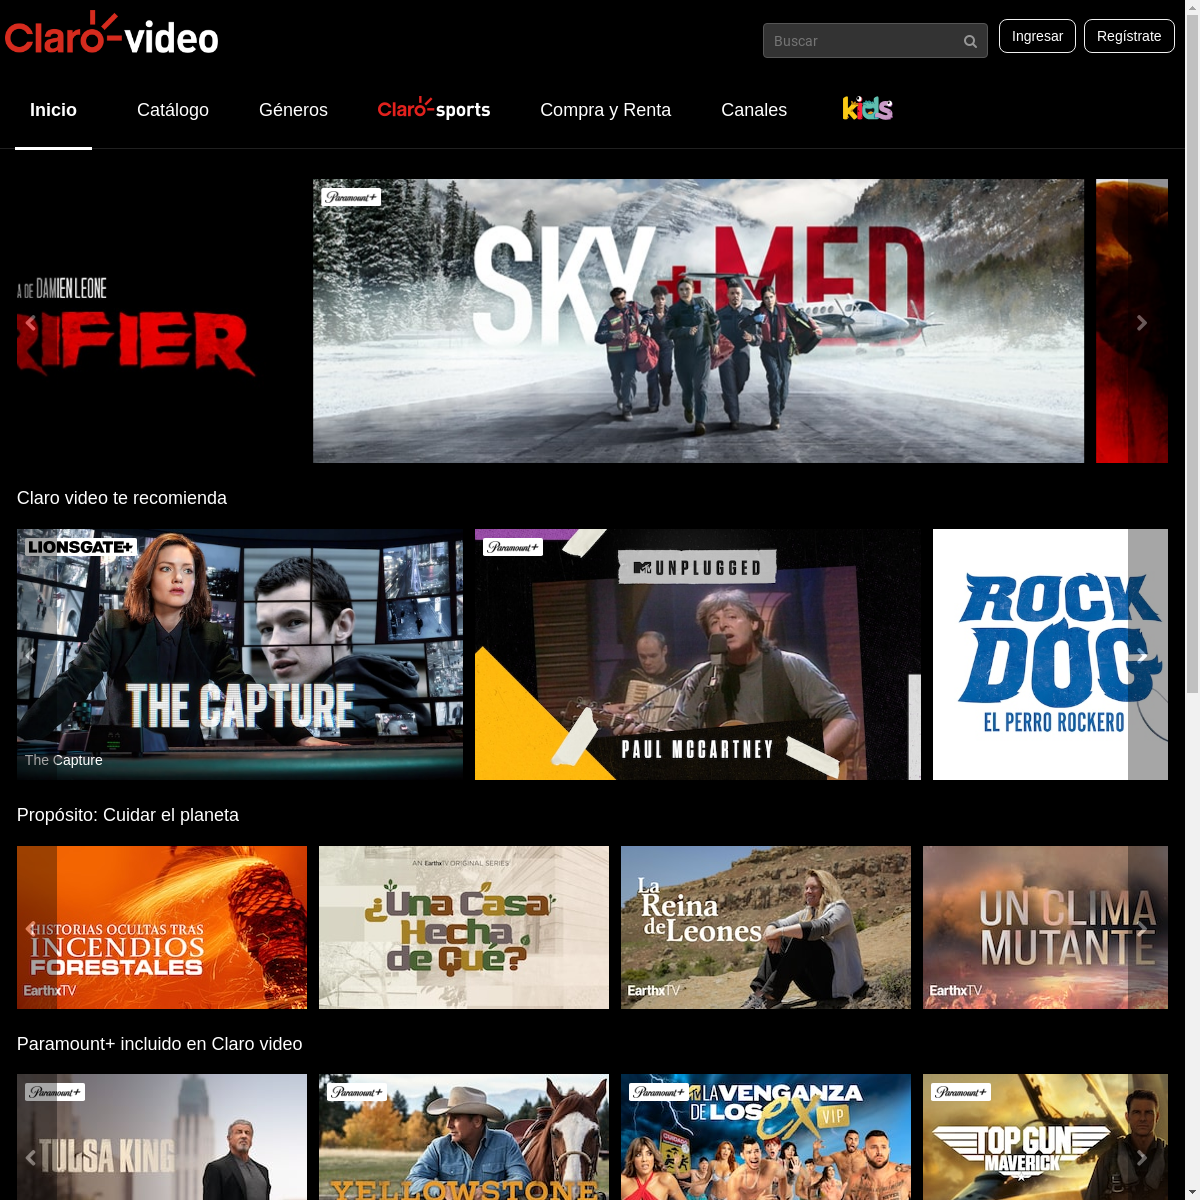 Claro-video
Buscar
Ingresar
Regístrate
Inicio
Catálogo
Géneros
Claro-sports
Compra y Renta
Canales
kids
A DE DAMIEN LEONE
RIFIER
Paramount+
SKY+MED
Claro video te recomienda
LIONSGATE+
THE CAPTURE
The Capture
Paramount+
MTV UNPLUGGED
PAUL MCCARTNEY
ROCK
DOG
EL PERRO ROCKERO
Propósito: Cuidar el planeta
HISTORIAS OCULTAS TRAS
INCENDIOS
FORESTALES
EarthxTV
AN EarthxTV ORIGINAL SERIES
¿Una Casa
Hecha
de Qué?
La
Reina
de Leones
EarthxTV
UN CLIMA
MUTANTE
EarthxTV
Paramount+ incluido en Claro video
Paramount+
TULSA KING
Paramount+
YELLOWSTONE
Paramount+
MTV LA VENGANZA
DE LOS ex VIP
CUIDADO
Paramount+
TOP GUN
MAVERICK